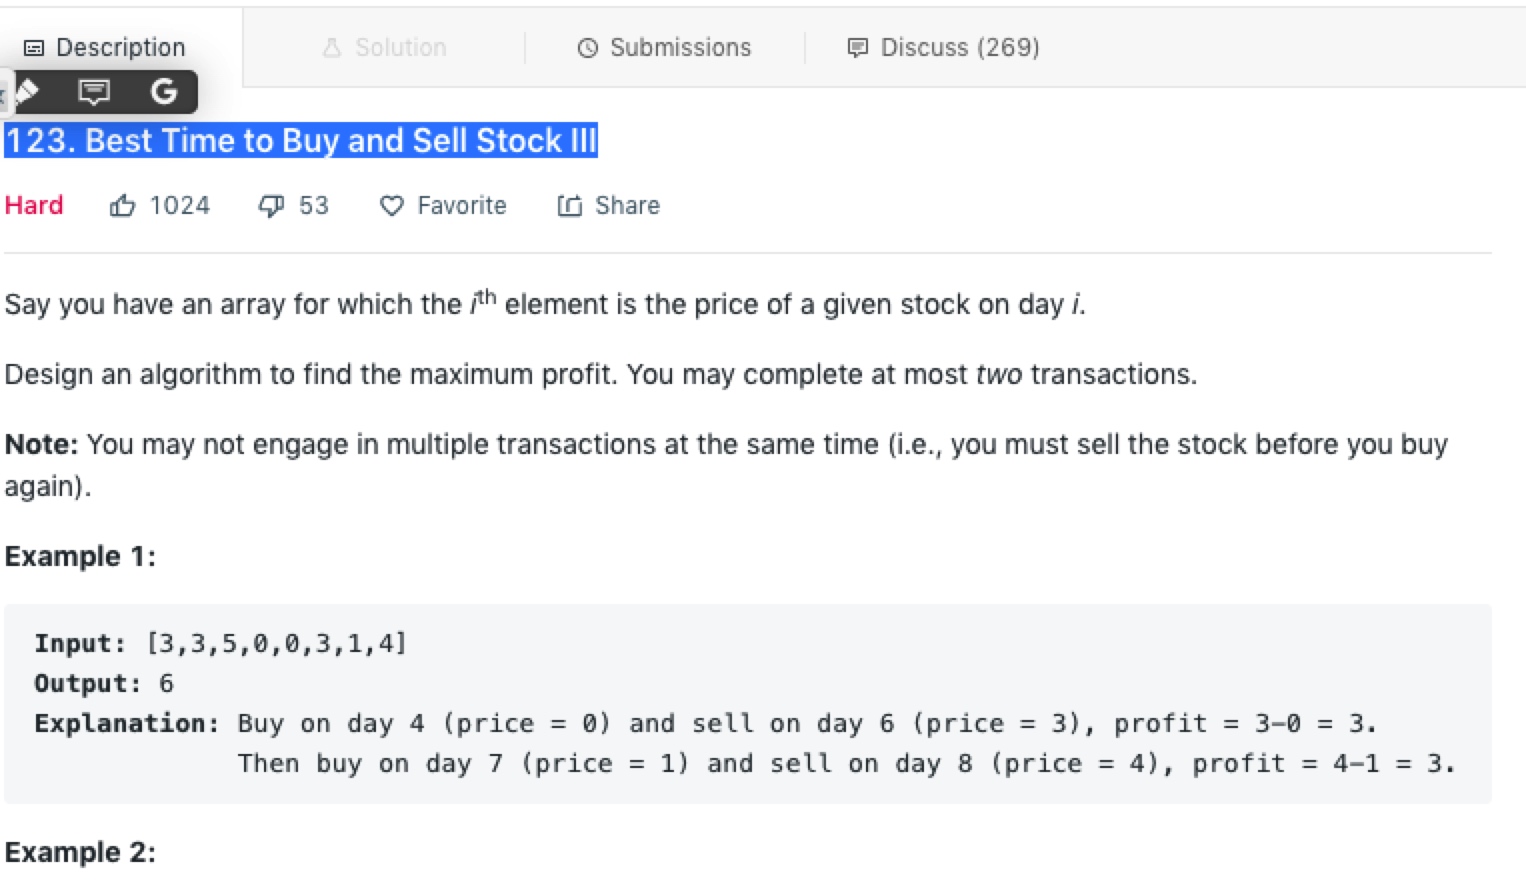 Description Solution Submissions Discuss (269)
G
123. Best Time to Buy and Sell Stock III
Hard 1024 53 Favorite Share
Say you have an array for which the ith element is the price of a given stock on day i.
Design an algorithm to find the maximum profit. You may complete at most two transactions.
Note: You may not engage in multiple transactions at the same time (i.e., you must sell the stock before you buy
again).
Example 1:
Input: [3,3,5,0,0,3,1,4]
Output: 6
Explanation: Buy on day 4 (price = 0) and sell on day 6 (price = 3), profit = 3-0 = 3.
Then buy on day 7 (price = 1) and sell on day 8 (price = 4), profit = 4-1 = 3.
Example 2: